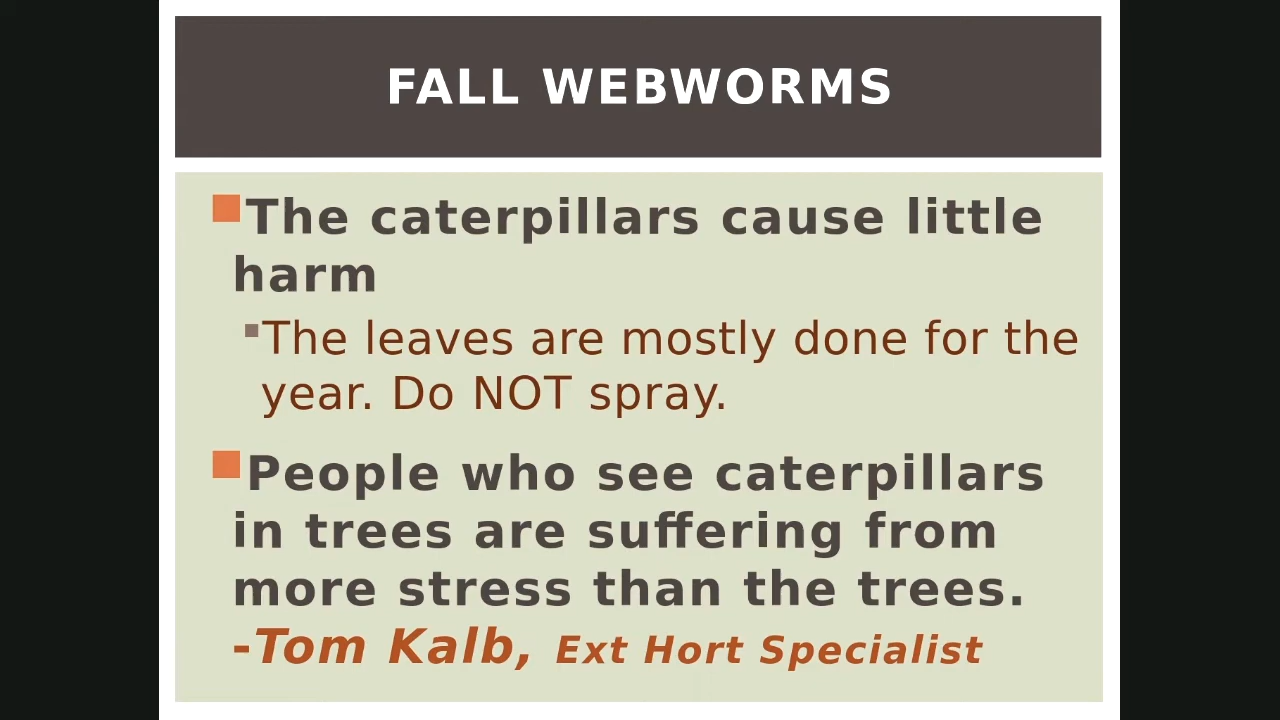 FALL WEBWORMS
The caterpillars cause little
harm
The leaves are mostly done for the
year. Do NOT spray.
People who see caterpillars
in trees are suffering from
more stress than the trees.
-Tom Kalb, Ext Hort Specialist